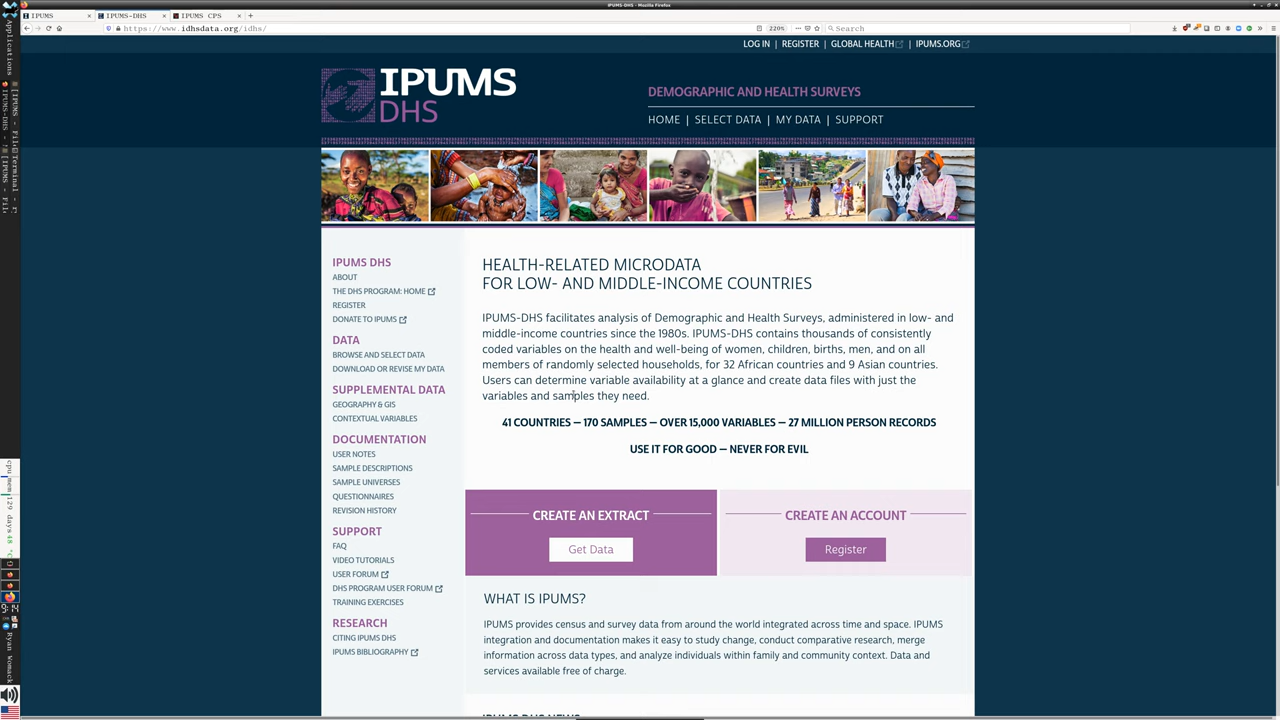 IPUMS-DHS - Mozilla Firefox
IPUMS × IPUMS-DHS × IPUMS CPS × +
https://www.idhsdata.org/idhs/ 220% Search
LOG IN | REGISTER | GLOBAL HEALTH | IPUMS.ORG
IPUMS
DHS
DEMOGRAPHIC AND HEALTH SURVEYS
HOME | SELECT DATA | MY DATA | SUPPORT
IPUMS DHS
ABOUT
THE DHS PROGRAM: HOME
REGISTER
DONATE TO IPUMS
DATA
BROWSE AND SELECT DATA
DOWNLOAD OR REVISE MY DATA
SUPPLEMENTAL DATA
GEOGRAPHY & GIS
CONTEXTUAL VARIABLES
DOCUMENTATION
USER NOTES
SAMPLE DESCRIPTIONS
SAMPLE UNIVERSES
QUESTIONNAIRES
REVISION HISTORY
SUPPORT
FAQ
VIDEO TUTORIALS
USER FORUM
DHS PROGRAM USER FORUM
TRAINING EXERCISES
RESEARCH
CITING IPUMS DHS
IPUMS BIBLIOGRAPHY
HEALTH-RELATED MICRODATA
FOR LOW- AND MIDDLE-INCOME COUNTRIES
IPUMS-DHS facilitates analysis of Demographic and Health Surveys, administered in low- and
middle-income countries since the 1980s. IPUMS-DHS contains thousands of consistently
coded variables on the health and well-being of women, children, births, men, and on all
members of randomly selected households, for 32 African countries and 9 Asian countries.
Users can determine variable availability at a glance and create data files with just the
variables and samples they need.
41 COUNTRIES — 170 SAMPLES — OVER 15,000 VARIABLES — 27 MILLION PERSON RECORDS
USE IT FOR GOOD — NEVER FOR EVIL
CREATE AN EXTRACT
Get Data
CREATE AN ACCOUNT
Register
WHAT IS IPUMS?
IPUMS provides census and survey data from around the world integrated across time and space. IPUMS
integration and documentation makes it easy to study change, conduct comparative research, merge
information across data types, and analyze individuals within family and community context. Data and
services available free of charge.
IPUMS DHS NEWS
Applications
Ryan Womack